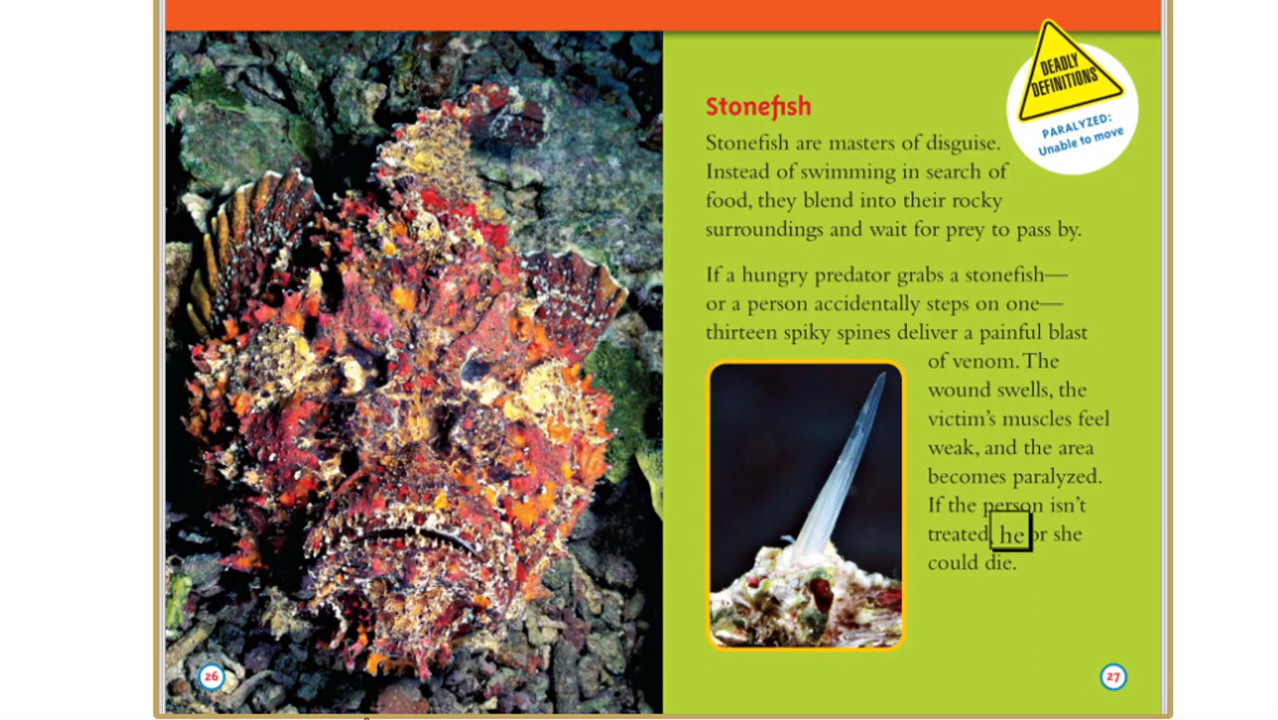 DEADLY
DEFINITIONS
PARALYZED:
Unable to move
Stonefish
Stonefish are masters of disguise.
Instead of swimming in search of
food, they blend into their rocky
surroundings and wait for prey to pass by.
If a hungry predator grabs a stonefish—
or a person accidentally steps on one—
thirteen spiky spines deliver a painful blast
of venom. The
wound swells, the
victim's muscles feel
weak, and the area
becomes paralyzed.
If the person isn't
treated, he or she
could die.
26
27